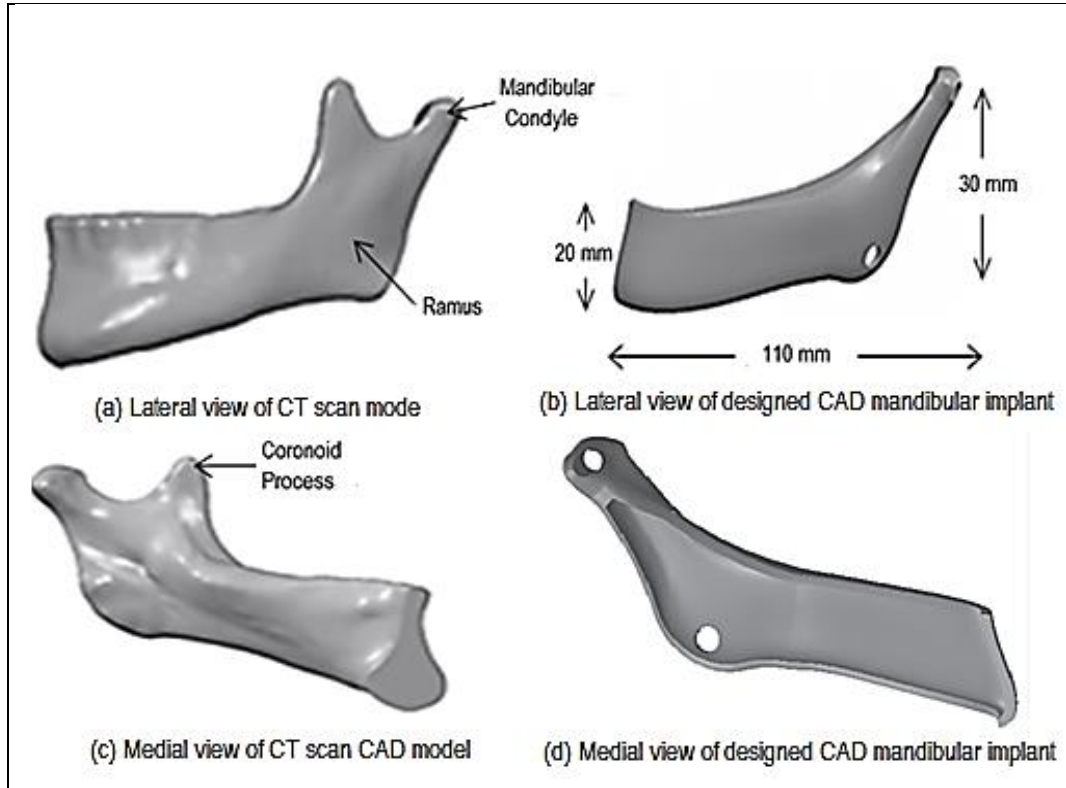 Mandibular
Condyle
Ramus
(a) Lateral view of CT scan mode
30 mm
20 mm
110 mm
(b) Lateral view of designed CAD mandibular implant
Coronoid
Process
(c) Medial view of CT scan CAD model
(d) Medial view of designed CAD mandibular implant